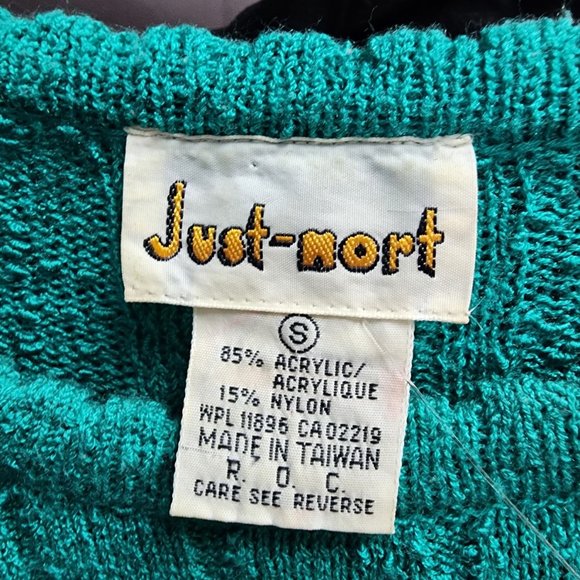 Just-mort
S
85% ACRYLIC/
ACRYLIQUE
15% NYLON
WPL 11896 CA02219
MADE IN TAIWAN
R. O. C.
CARE SEE REVERSE